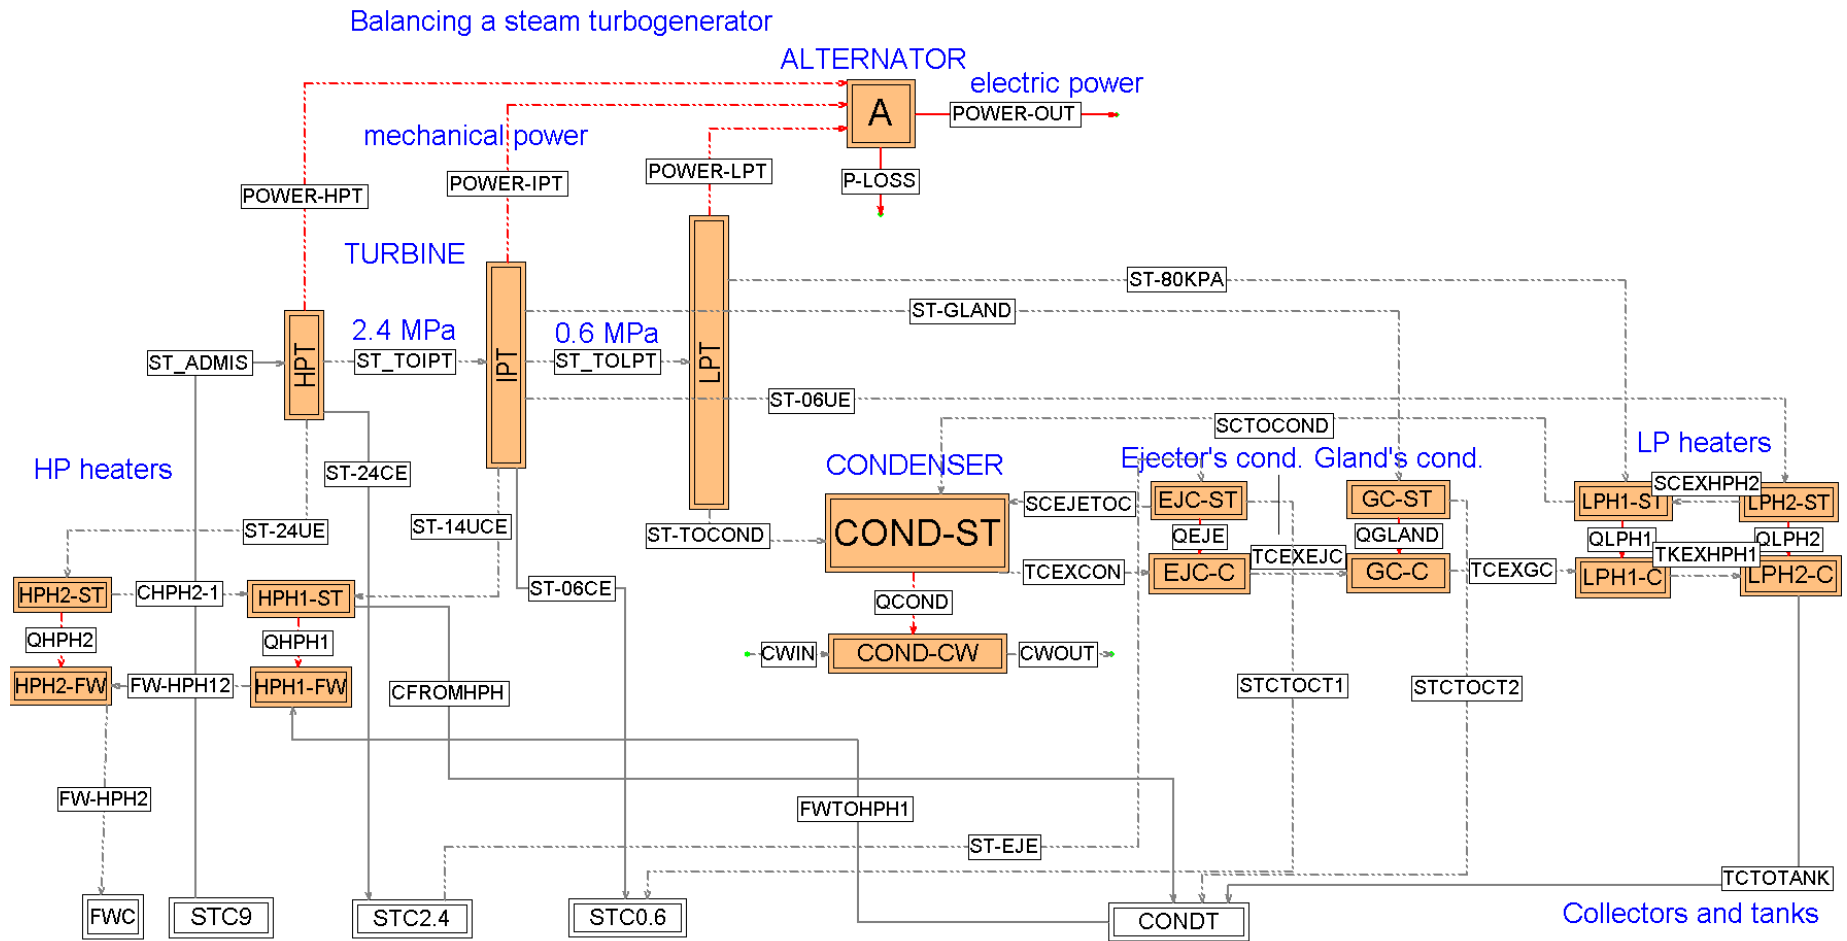 Balancing a steam turbogenerator
ALTERNATOR
electric power
A
POWER-OUT
mechanical power
POWER-HPT
POWER-IPT
POWER-LPT
P-LOSS
TURBINE
ST-80KPA
ST-GLAND
2.4 MPa
0.6 MPa
ST_ADMIS
HPT
ST_TOIPT
IPT
ST_TOLPT
LPT
ST-06UE
SCTOCOND
HP heaters
ST-24CE
CONDENSER
Ejector's cond.
Gland's cond.
LP heaters
SCEXHPH2
ST-24UE
ST-14UCE
ST-TOCOND
COND-ST
SCEJETOC
EJC-ST
GC-ST
LPH1-ST
LPH2-ST
QEJE
QGLAND
QLPH1
QLPH2
TCEXCON
EJC-C
TCEXEJC
GC-C
TCEXGC
LPH1-C
TKEXHPH1
LPH2-C
HPH2-ST
CHPH2-1
HPH1-ST
ST-06CE
QCOND
QHPH2
QHPH1
CWIN
COND-CW
CWOUT
HPH2-FW
FW-HPH12
HPH1-FW
CFROMHPH
STCTOCT1
STCTOCT2
FW-HPH2
FWTOHPH1
ST-EJE
TCTOTANK
FWC
STC9
STC2.4
STC0.6
CONDT
Collectors and tanks